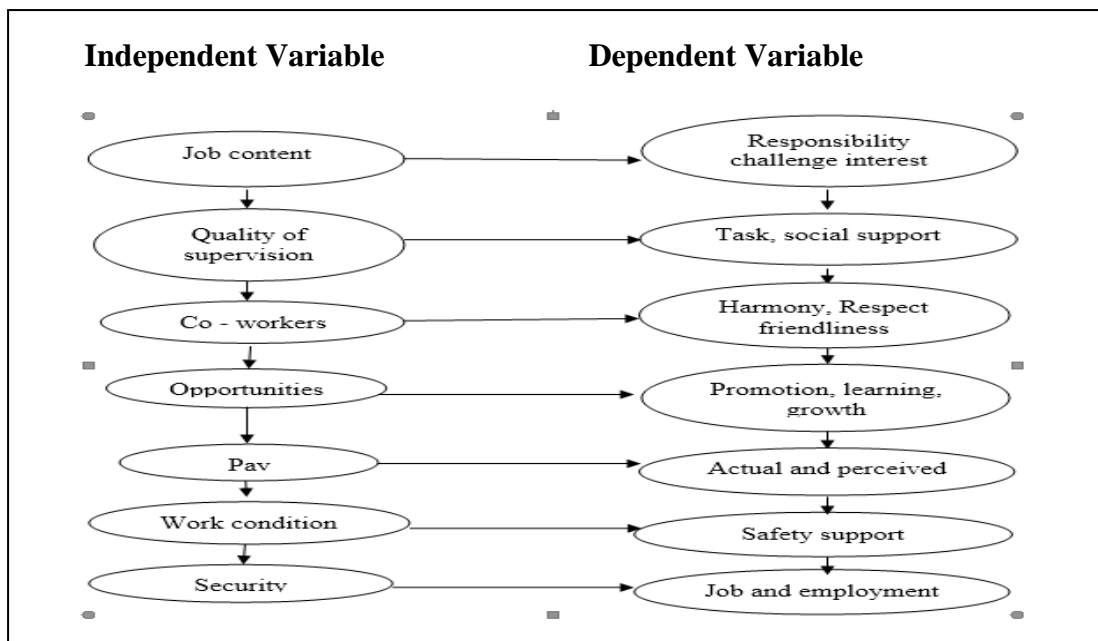 Independent Variable
Dependent Variable
Job content
Responsibility
challenge interest
Quality of
supervision
Task, social support
Co - workers
Harmony, Respect
friendliness
Opportunities
Promotion, learning,
growth
Pay
Actual and perceived
Work condition
Safety support
Security
Job and employment